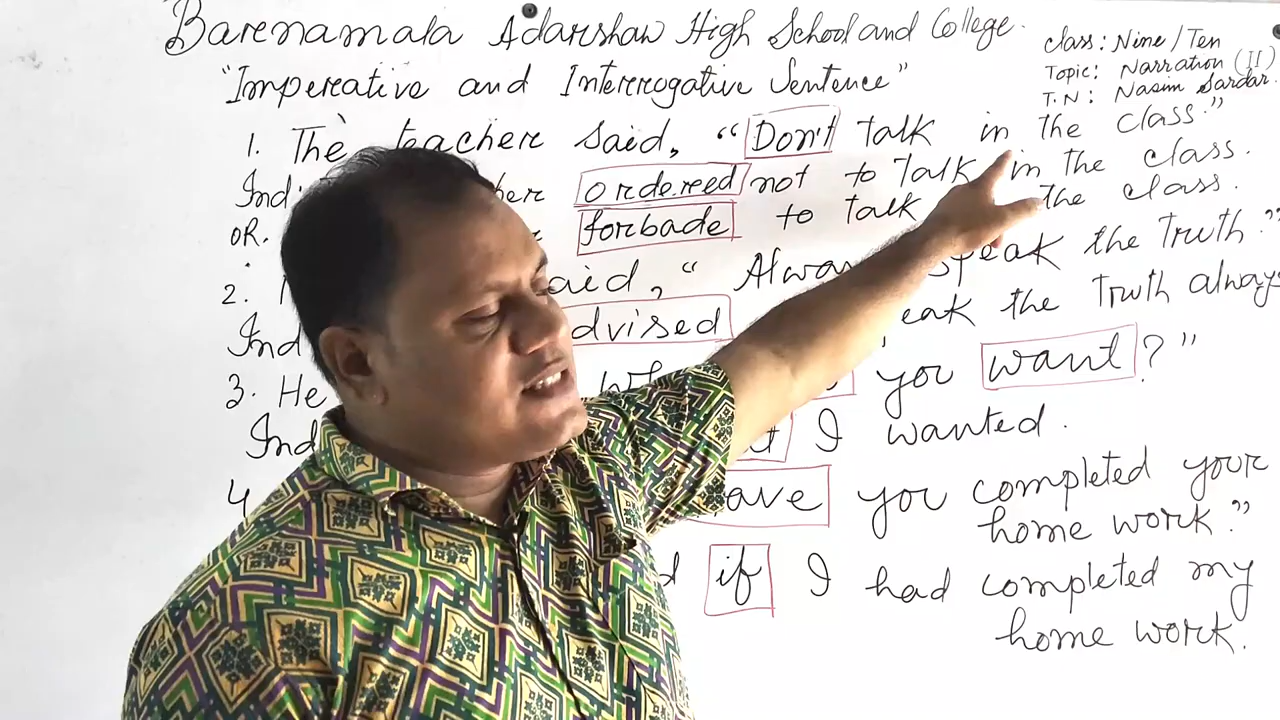 Barenamala Adarshaw High School and College.
Class: Nine / Ten
Topic: Narration (II)
T.N: Nasim Sardar.
"Imperative and Interrogative Sentence"
1. The teacher said, "Don't talk in the class."
Ind ordered not to talk in the class.
OR. forbade to talk the class.
2. said, " Always speak the truth."
Ind advised speak the truth always
3. He you want?"
Ind I wanted.
4 have you completed your
home work?"
if I had completed my
home work.